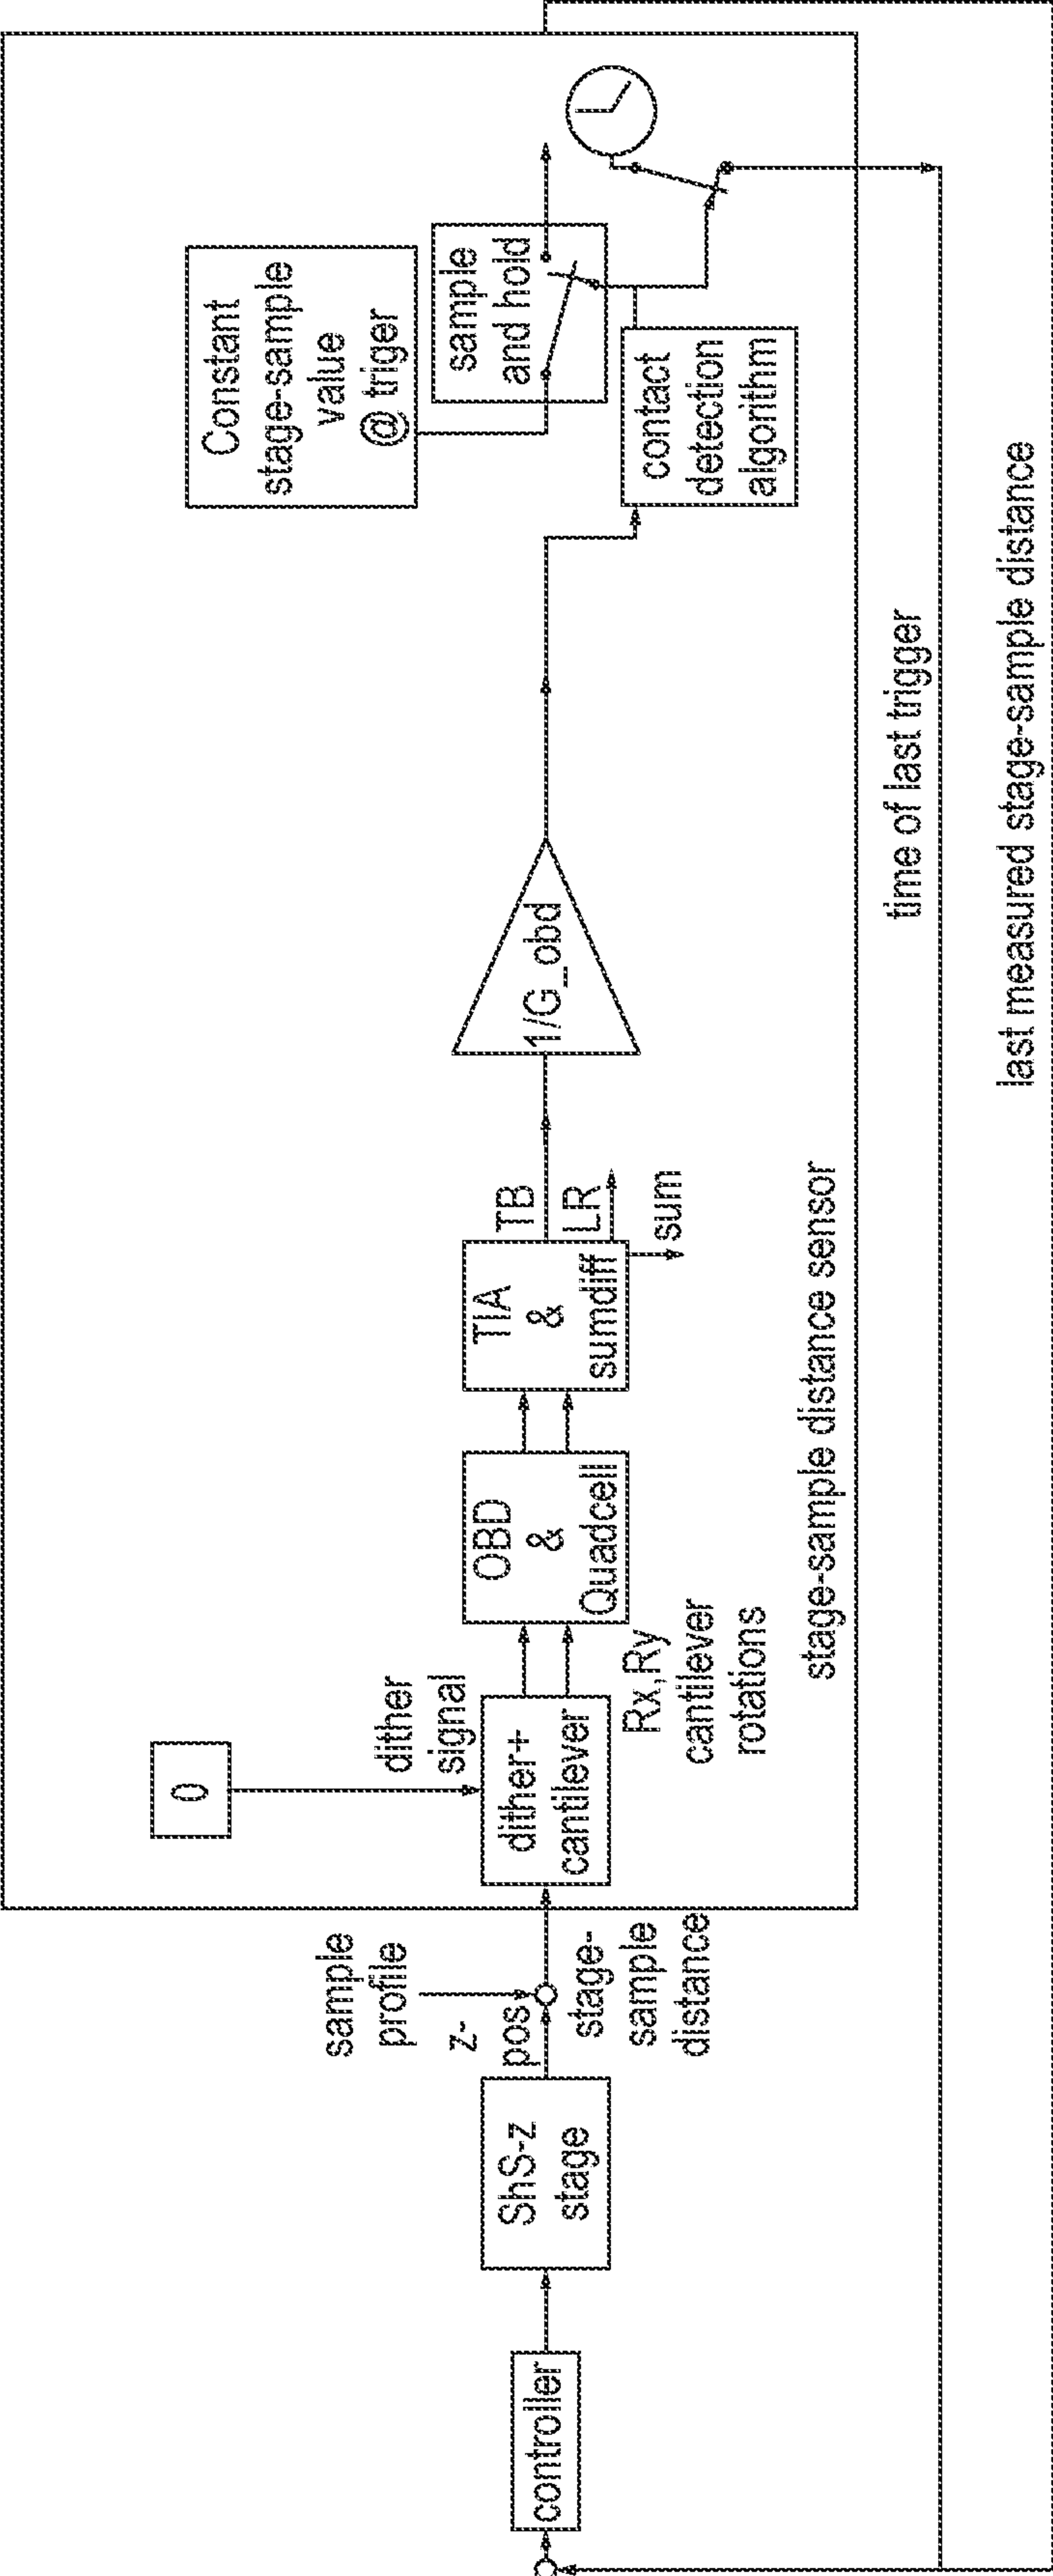 controller
ShS-z
stage
z-
pos
sample
profile
stage-
sample
distance
0
dither
signal
dither+
cantilever
Rx,Ry
cantilever
rotations
OBD
&
Quadcell
TIA
&
sumdiff
TB
LR
sum
1/G_obd
Constant
stage-sample
value
@ triger
sample
and hold
contact
detection
algorithm
stage-sample distance sensor
time of last trigger
last measured stage-sample distance